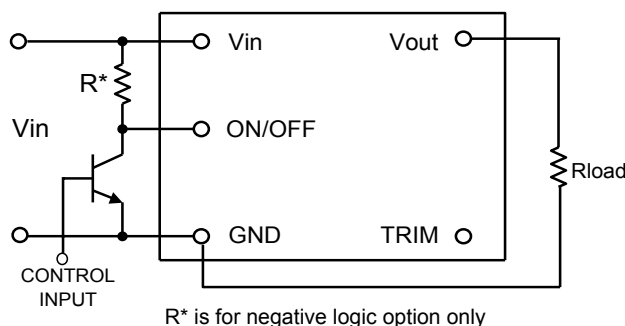 Vin
Vout
R*
Vin
ON/OFF
Rload
GND
TRIM
CONTROL
INPUT
R* is for negative logic option only